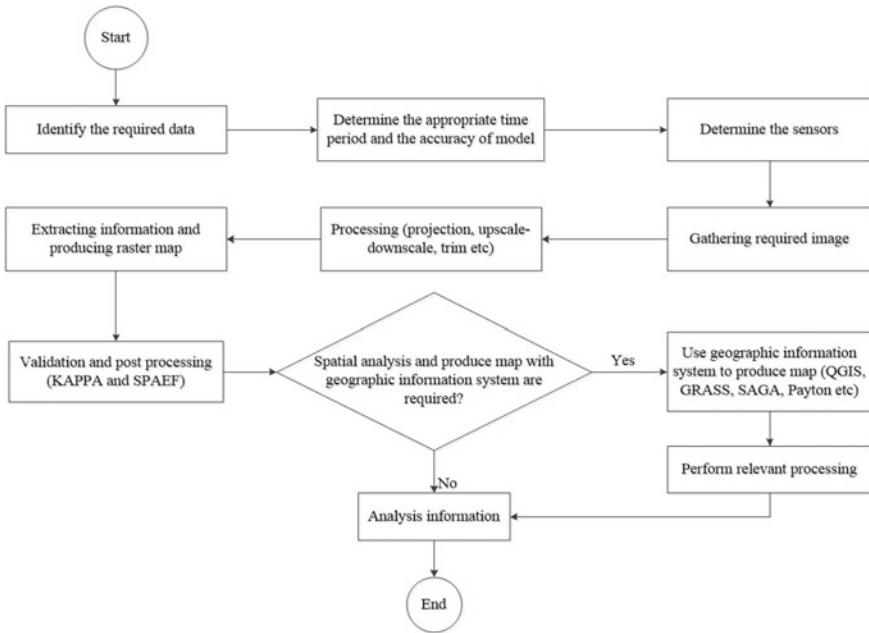 Start
Identify the required data
Determine the appropriate time
period and the accuracy of model
Determine the sensors
Gathering required image
Processing (projection, upscale-
downscale, trim etc)
Extracting information and
producing raster map
Validation and post processing
(KAPPA and SPAEF)
Spatial analysis and produce map with
geographic information system are
required?
Yes
Use geographic information
system to produce map (QGIS,
GRASS, SAGA, Payton etc)
Perform relevant processing
No
Analysis information
End